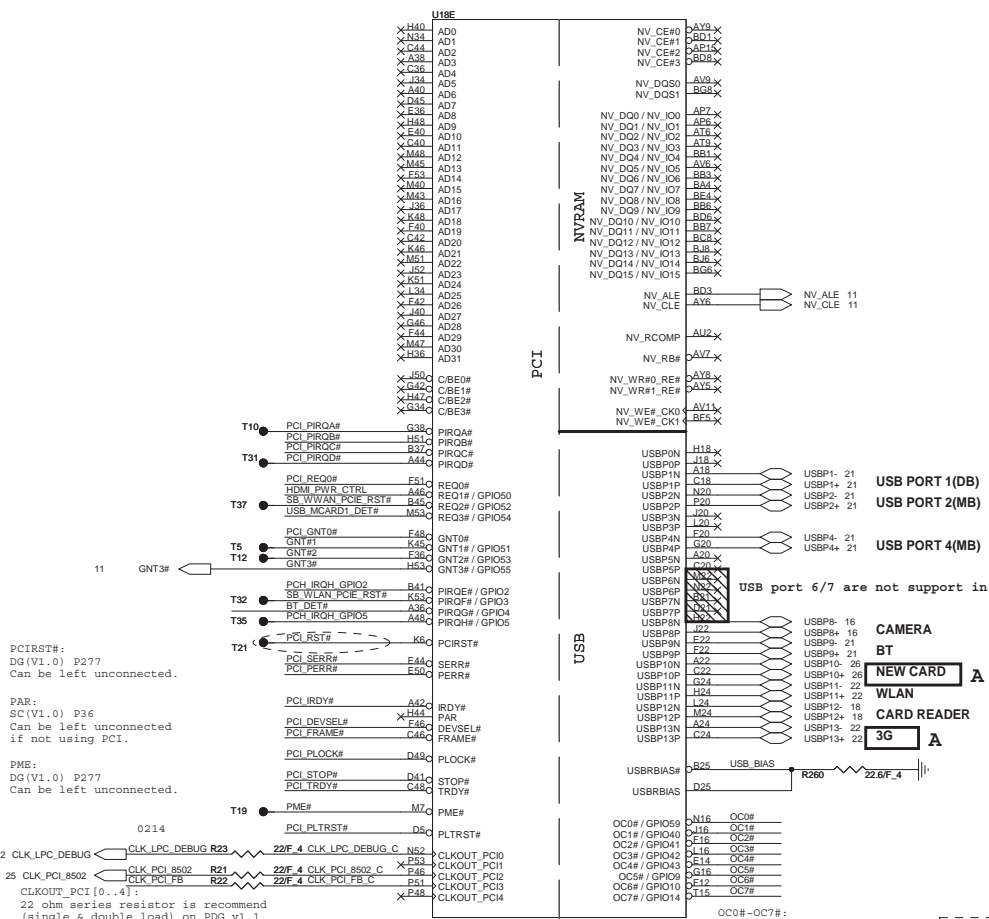 U18E
H40 AD0
N34 AD1
C44 AD2
A38 AD3
C36 AD4
J34 AD5
A40 AD6
D45 AD7
E36 AD8
H48 AD9
E40 AD10
C40 AD11
M48 AD12
M45 AD13
F53 AD14
M40 AD15
M43 AD16
J36 AD17
K48 AD18
F40 AD19
C42 AD20
K46 AD21
M51 AD22
J52 AD23
K51 AD24
L34 AD25
F42 AD26
J40 AD27
G46 AD28
F44 AD29
M47 AD30
H36 AD31
J50 C/BE0#
G42 C/BE1#
H47 C/BE2#
G34 C/BE3#
T10 PCI_PIRQA# G38 PIRQA#
PCI_PIRQB# H51 PIRQB#
PCI_PIRQC# B37 PIRQC#
T31 PCI_PIRQD# A44 PIRQD#
PCI_REQ0# F51 REQ0#
HDMI_PWR_CTRL A46 REQ1# / GPIO50
T37 SB_WWAN_PCIE_RST# B45 REQ2# / GPIO52
USB_MCARD1_DET# M53 REQ3# / GPIO54
PCI_GNT0# F48 GNT0#
T5 GNT#1 K45 GNT1# / GPIO51
T12 GNT#2 F36 GNT2# / GPIO53
11 GNT3# GNT3# H53 GNT3# / GPIO55
PCH_IRQH_GPIO2 B41 PIRQE# / GPIO2
T32 SB_WLAN_PCIE_RST# K53 PIRQF# / GPIO3
BT_DET# A36 PIRQG# / GPIO4
T35 PCH_IRQH_GPIO5 A48 PIRQH# / GPIO5
T21 PCI_RST# K6 PCIRST#
PCI_SERR# E44 SERR#
PCI_PERR# E50 PERR#
PCI_IRDY# A42 IRDY#
H44 PAR
PCI_DEVSEL# F46 DEVSEL#
PCI_FRAME# C46 FRAME#
PCI_PLOCK# D49 PLOCK#
PCI_STOP# D41 STOP#
PCI_TRDY# C48 TRDY#
T19 PME# M7 PME#
PCI_PLTRST# D5 PLTRST#
2 CLK_LPC_DEBUG CLK_LPC_DEBUG R23 22/F_4 CLK_LPC_DEBUG_C N52 CLKOUT_PCI0
P53 CLKOUT_PCI1
25 CLK_PCI_8502 CLK_PCI_8502 R21 22/F_4 CLK_PCI_8502_C P46 CLKOUT_PCI2
CLK_PCI_FB R22 22/F_4 CLK_PCI_FB_C P51 CLKOUT_PCI3
P48 CLKOUT_PCI4
PCIRST#:
DG(V1.0) P277
Can be left unconnected.
PAR:
SC(V1.0) P36
Can be left unconnected
if not using PCI.
PME:
DG(V1.0) P277
Can be left unconnected.
0214
CLKOUT_PCI[0..4]:
22 ohm series resistor is recommend
(single & double load) on PDG v1.1
PCI
NVRAM
USB
NV_CE#0 AY9
NV_CE#1 BD1
NV_CE#2 AP15
NV_CE#3 BD8
NV_DQS0 AV9
NV_DQS1 BG8
NV_DQ0 / NV_IO0 AP7
NV_DQ1 / NV_IO1 AP6
NV_DQ2 / NV_IO2 AT6
NV_DQ3 / NV_IO3 AT9
NV_DQ4 / NV_IO4 BB1
NV_DQ5 / NV_IO5 AV6
NV_DQ6 / NV_IO6 BB3
NV_DQ7 / NV_IO7 BA4
NV_DQ8 / NV_IO8 BE4
NV_DQ9 / NV_IO9 BB6
NV_DQ10 / NV_IO10 BD6
NV_DQ11 / NV_IO11 BB7
NV_DQ12 / NV_IO12 BC8
NV_DQ13 / NV_IO13 BJ8
NV_DQ14 / NV_IO14 BJ6
NV_DQ15 / NV_IO15 BG6
NV_ALE BD3 NV_ALE 11
NV_CLE AY6 NV_CLE 11
NV_RCOMP AU2
NV_RB# AV7
NV_WR#0_RE# AY8
NV_WR#1_RE# AY5
NV_WE#_CK0 AV11
NV_WE#_CK1 BF5
USBP0N H18
USBP0P J18
USBP1N A18 USBP1- 21
USBP1P C18 USBP1+ 21 USB PORT 1(DB)
USBP2N N20 USBP2- 21
USBP2P P20 USBP2+ 21 USB PORT 2(MB)
USBP3N J20
USBP3P L20
USBP4N F20 USBP4- 21
USBP4P G20 USBP4+ 21 USB PORT 4(MB)
USBP5N A20
USBP5P C20
USBP6N M22
USBP6P N22
USBP7N B21
USBP7P D21
USB port 6/7 are not support in
USBP8N H22 USBP8- 16
USBP8P J22 USBP8+ 16 CAMERA
USBP9N E22 USBP9- 21
USBP9P F22 USBP9+ 21 BT
USBP10N A22 USBP10- 26
USBP10P C22 USBP10+ 26 NEW CARD A
USBP11N G24 USBP11- 22
USBP11P H24 USBP11+ 22 WLAN
USBP12N L24 USBP12- 18
USBP12P M24 USBP12+ 18 CARD READER
USBP13N A24 USBP13- 22
USBP13P C24 USBP13+ 22 3G A
USBRBIAS# B25 USB_BIAS R260 22.6/F_4
USBRBIAS D25
OC0# / GPIO59 N16 OC0#
OC1# / GPIO40 J16 OC1#
OC2# / GPIO41 F16 OC2#
OC3# / GPIO42 L16 OC3#
OC4# / GPIO43 E14 OC4#
OC5# / GPIO9 G16 OC5#
OC6# / GPIO10 F12 OC6#
OC7# / GPIO14 T15 OC7#
OC0#-OC7#: